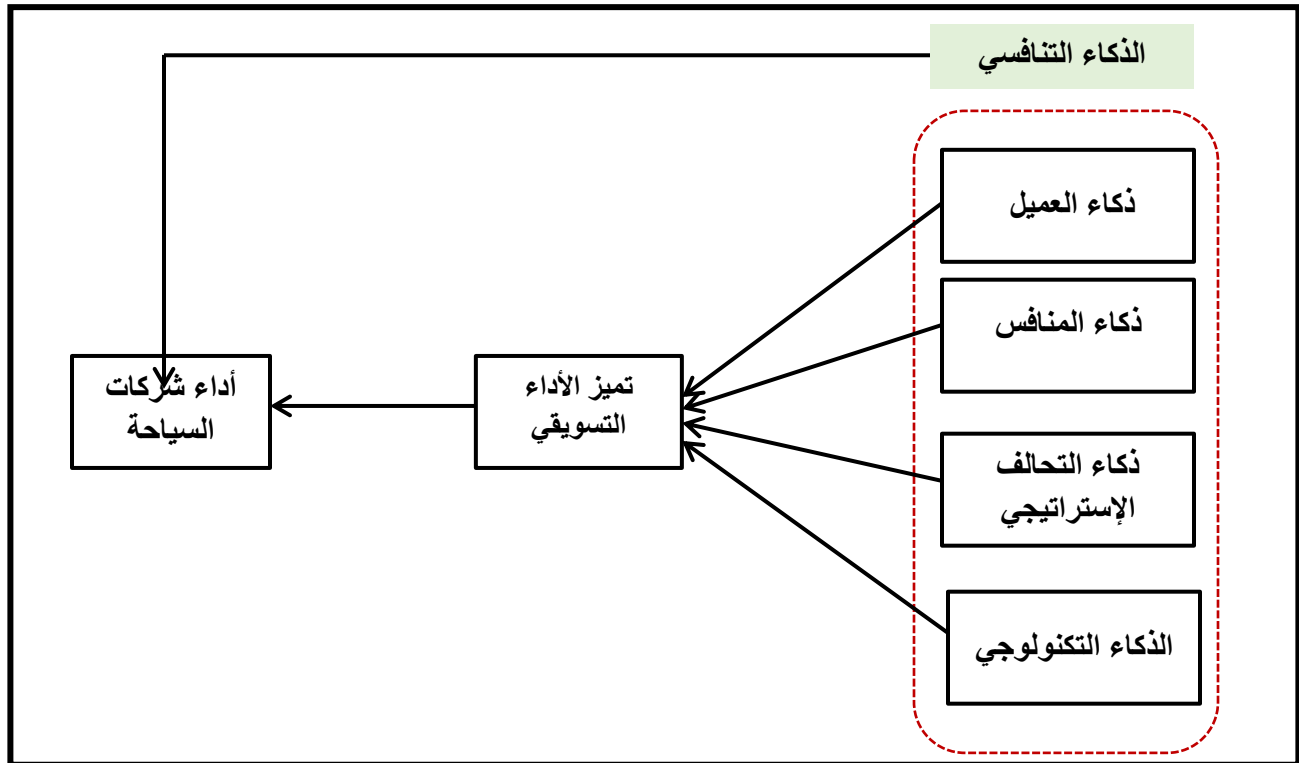 الذكاء التنافسي
ذكاء العميل
ذكاء المنافس
ذكاء التحالف
الإستراتيجي
الذكاء التكنولوجي
تميز الأداء
التسويقي
أداء شركات
السياحة